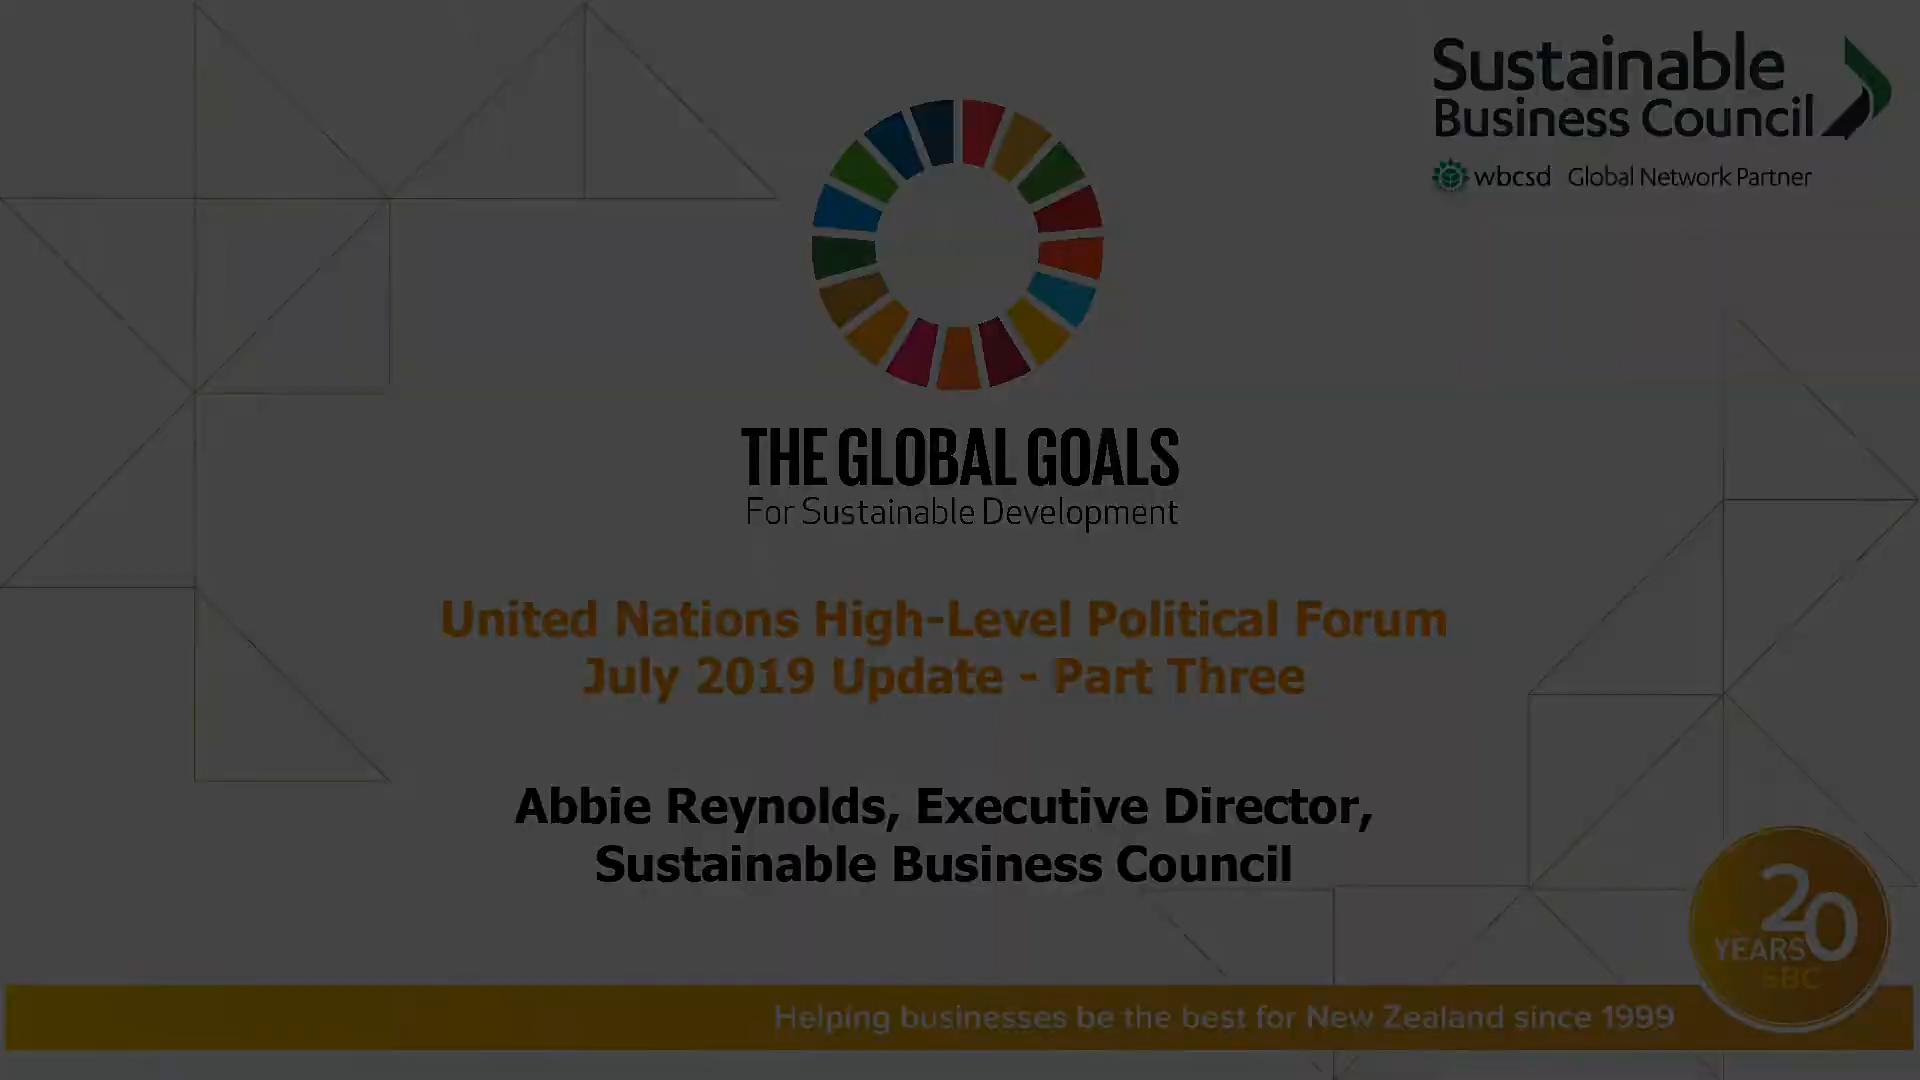 Sustainable
Business Council
wbcsd Global Network Partner
THE GLOBAL GOALS
For Sustainable Development
United Nations High-Level Political Forum
July 2019 Update - Part Three
Abbie Reynolds, Executive Director,
Sustainable Business Council
20
YEARS
SBC
Helping businesses be the best for New Zealand since 1999